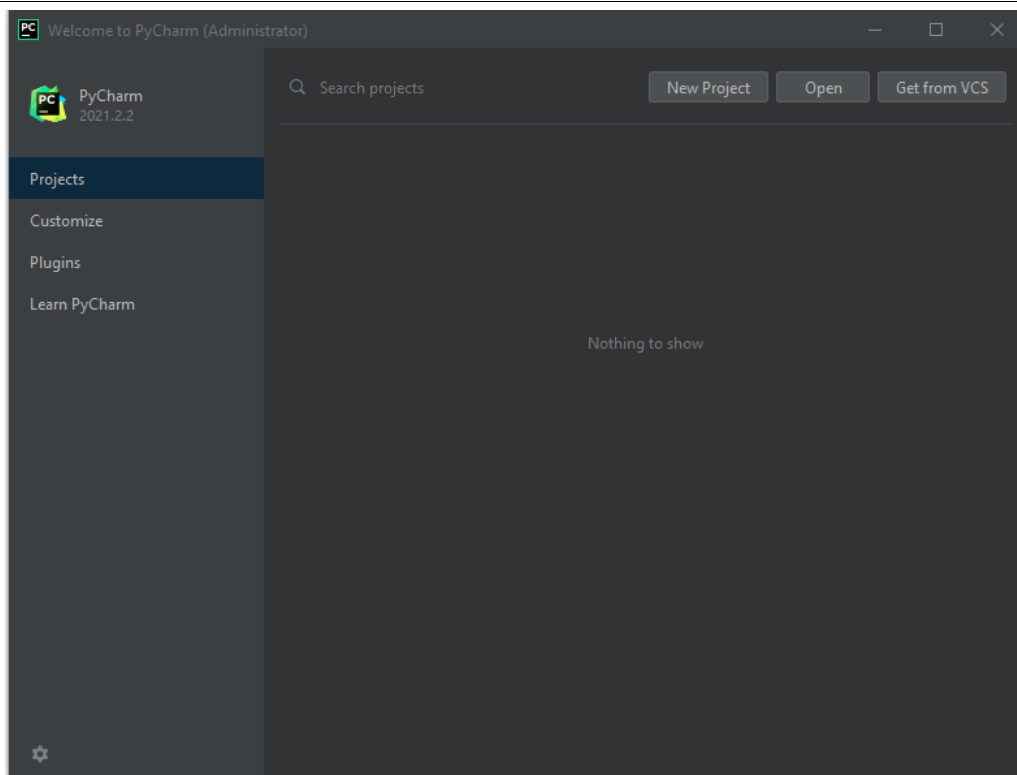 PC Welcome to PyCharm (Administrator)
PC PyCharm
2021.2.2
Search projects
New Project
Open
Get from VCS
Projects
Customize
Plugins
Learn PyCharm
Nothing to show